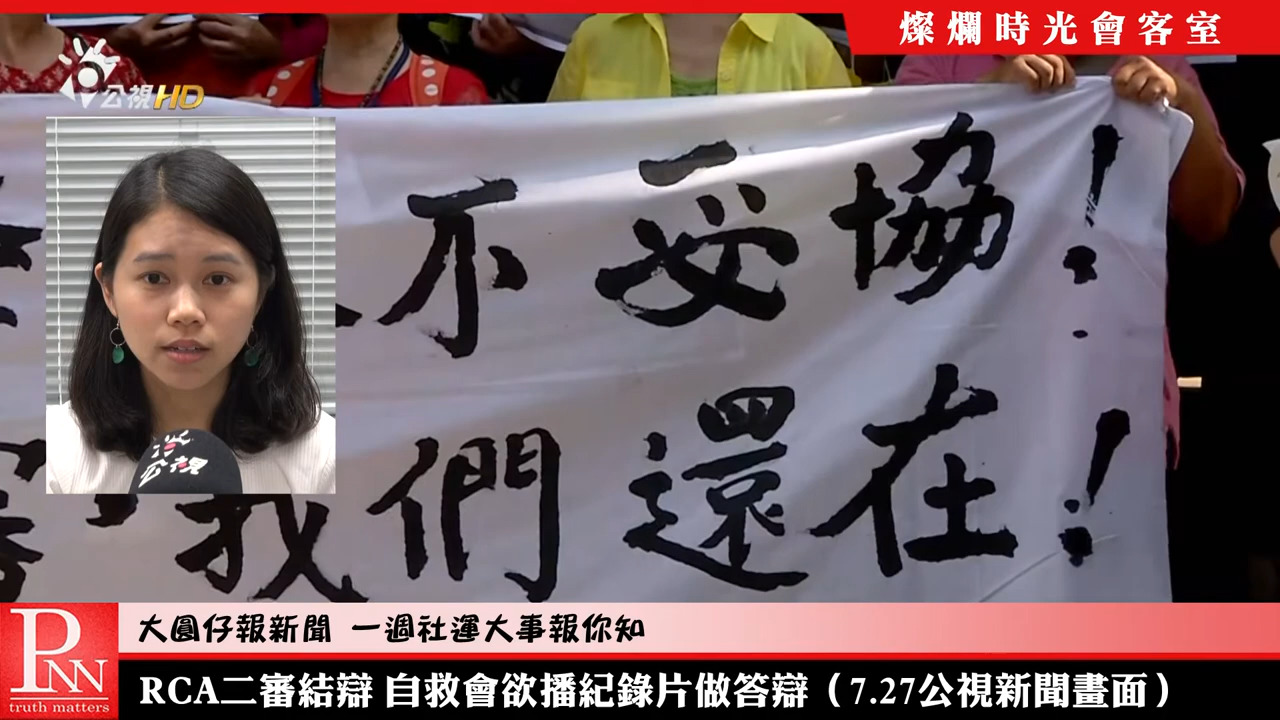 燦爛時光會客室
公視HD
不妥協!
公視
我們還在!
PNN
truth matters
大圓仔報新聞 一週社運大事報你知
RCA二審結辯 自救會欲播紀錄片做答辯（7.27公視新聞畫面）